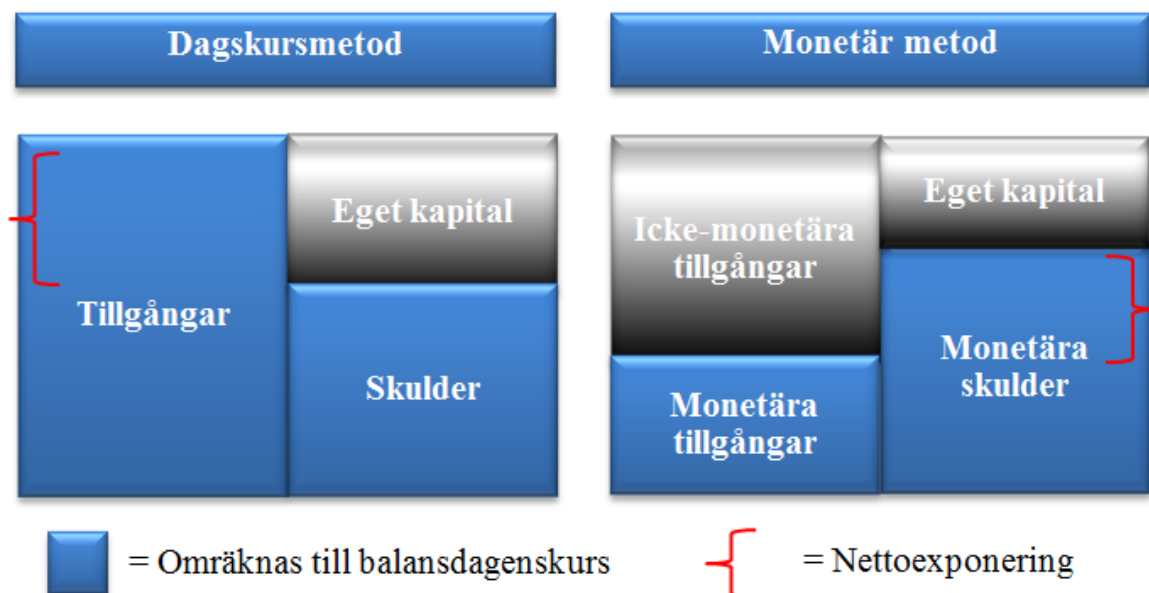 Dagskursmetod
Monetär metod
Tillgångar
Eget kapital
Skulder
Icke-monetära
tillgångar
Monetära
tillgångar
Eget kapital
Monetära
skulder
= Omräknas till balansdagenskurs
= Nettoexponering